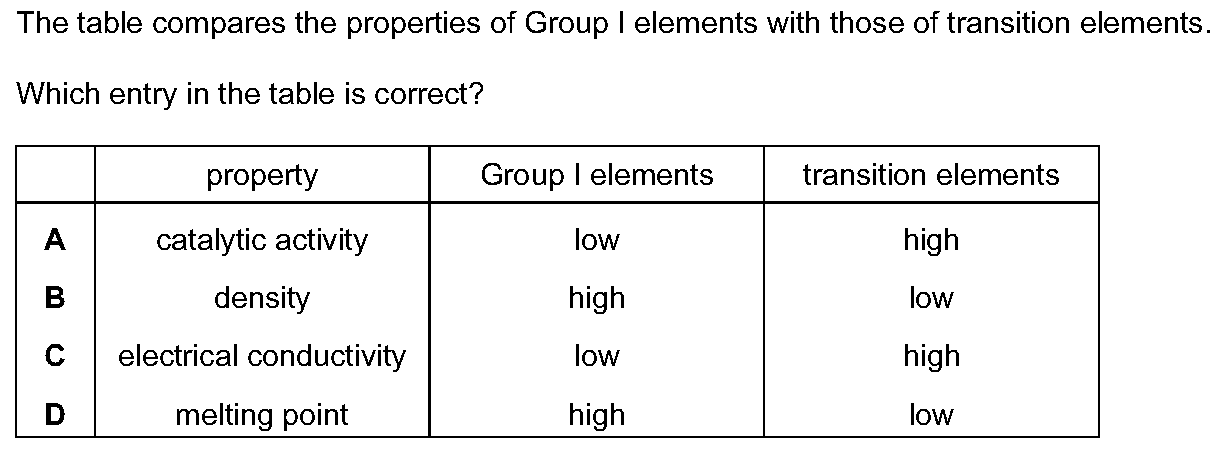 The table compares the properties of Group I elements with those of transition elements.
Which entry in the table is correct?
property Group I elements transition elements
A catalytic activity low high
B density high low
C electrical conductivity low high
D melting point high low